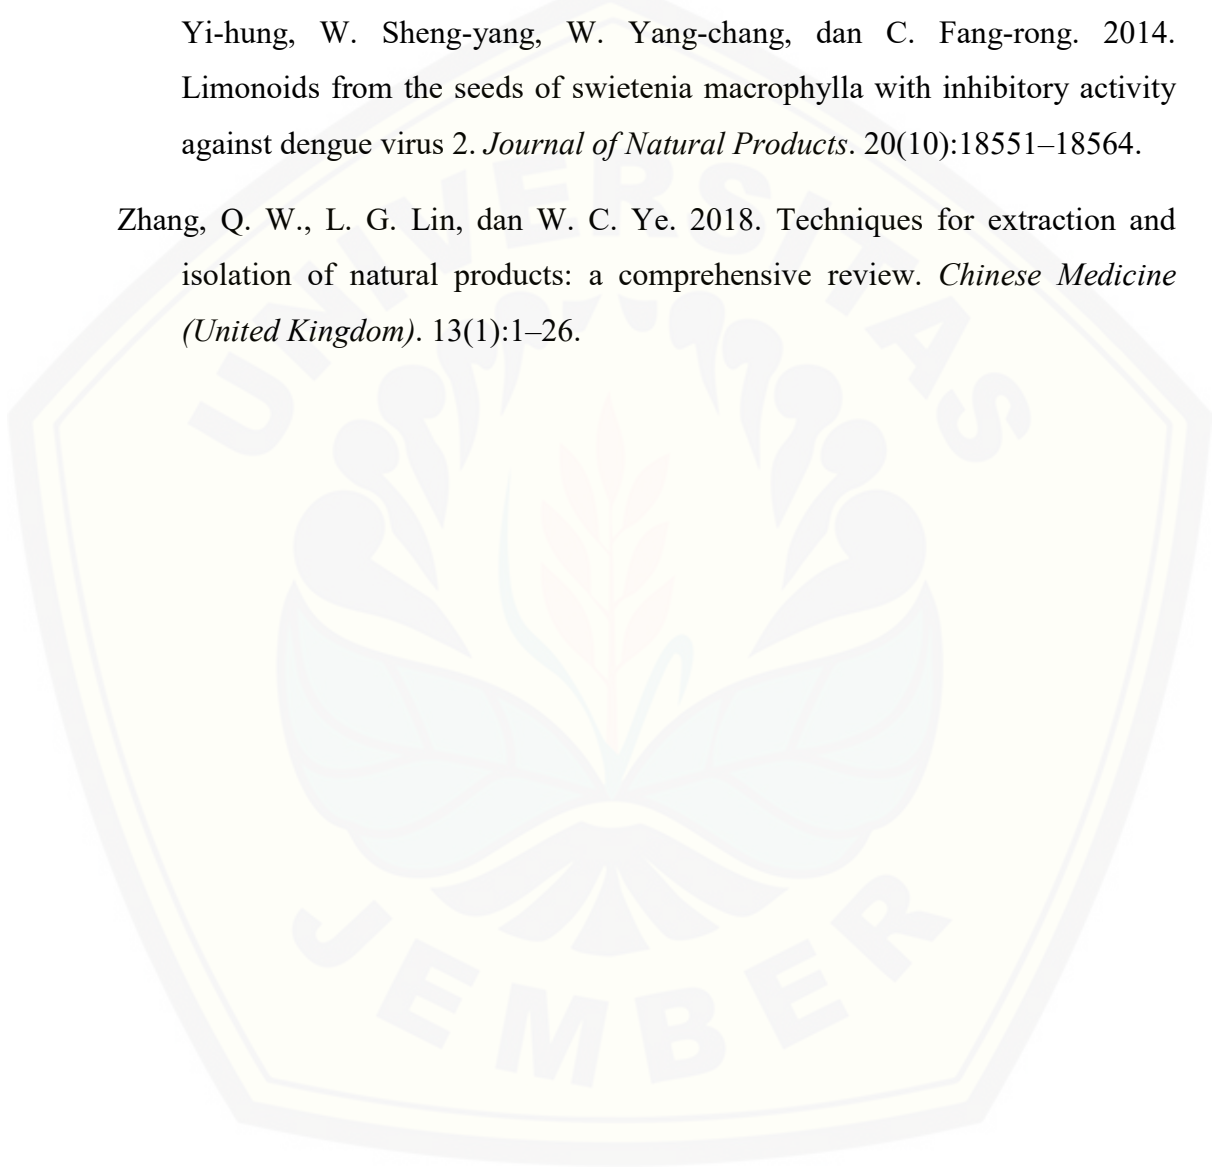 Yi-hung, W. Sheng-yang, W. Yang-chang, dan C. Fang-rong. 2014.
Limonoids from the seeds of swietenia macrophylla with inhibitory activity
against dengue virus 2. Journal of Natural Products. 20(10):18551–18564.
Zhang, Q. W., L. G. Lin, dan W. C. Ye. 2018. Techniques for extraction and
isolation of natural products: a comprehensive review. Chinese Medicine
(United Kingdom). 13(1):1–26.
UNIVERSITAS
JEMBER